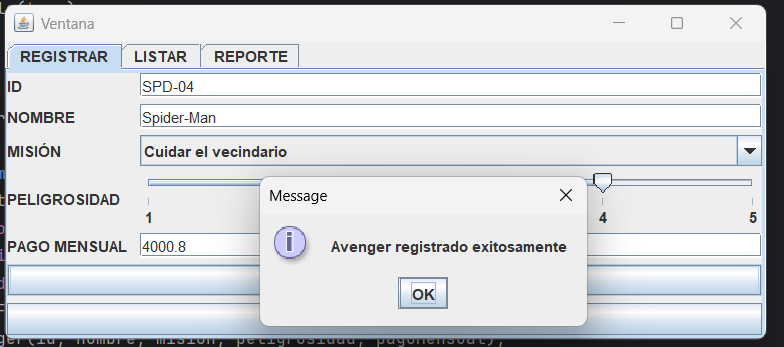 Ventana
REGISTRAR LISTAR REPORTE
ID SPD-04
NOMBRE Spider-Man
MISIÓN Cuidar el vecindario
PELIGROSIDAD
1 4 5
PAGO MENSUAL 4000.8
Message
Avenger registrado exitosamente
OK
ger(id, nombre, mision, peligrosidad, pagoMensual);